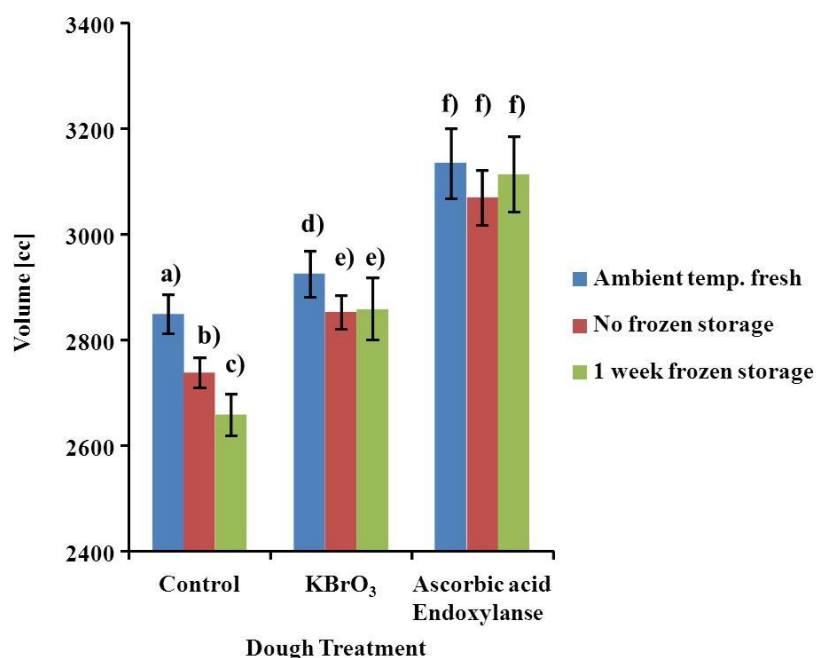 3400
3200
3000
2800
2600
2400
Volume [cc]
a)
b)
c)
d)
e)
e)
f)
f)
f)
Control
KBrO₃
Ascorbic acid
Endoxylanse
Dough Treatment
Ambient temp. fresh
No frozen storage
1 week frozen storage